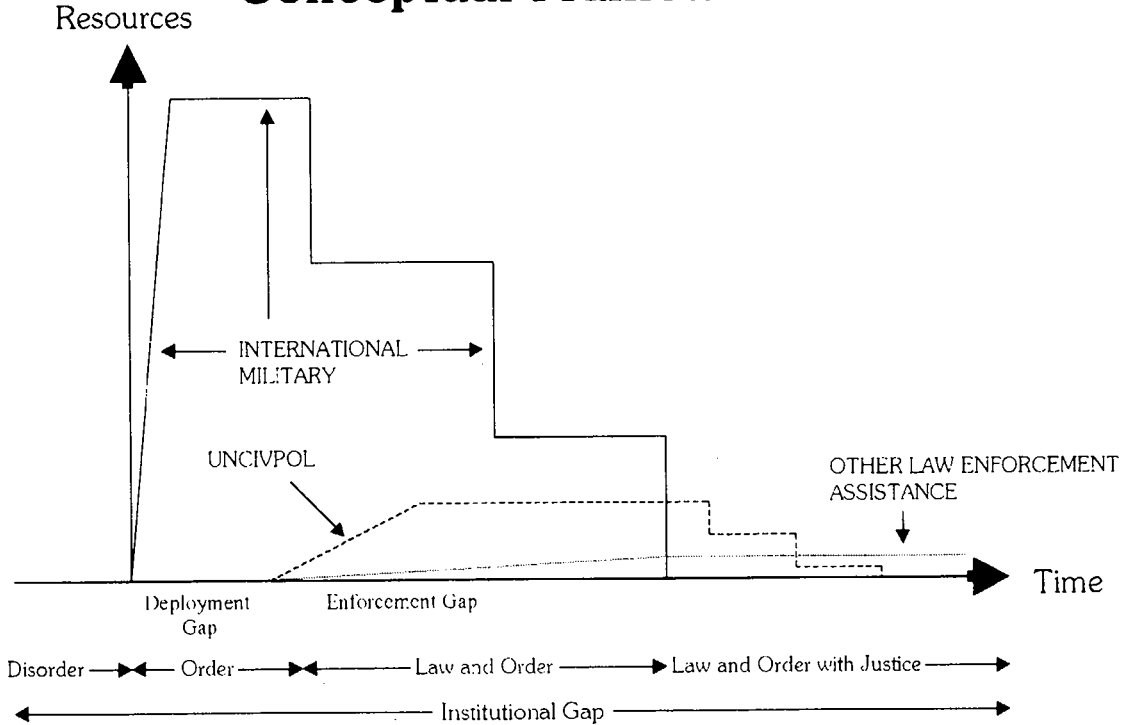 Resources
INTERNATIONAL
MILITARY
UNCIVPOL
OTHER LAW ENFORCEMENT
ASSISTANCE
Time
Deployment
Gap
Enforcement Gap
Disorder
Order
Law and Order
Law and Order with Justice
Institutional Gap